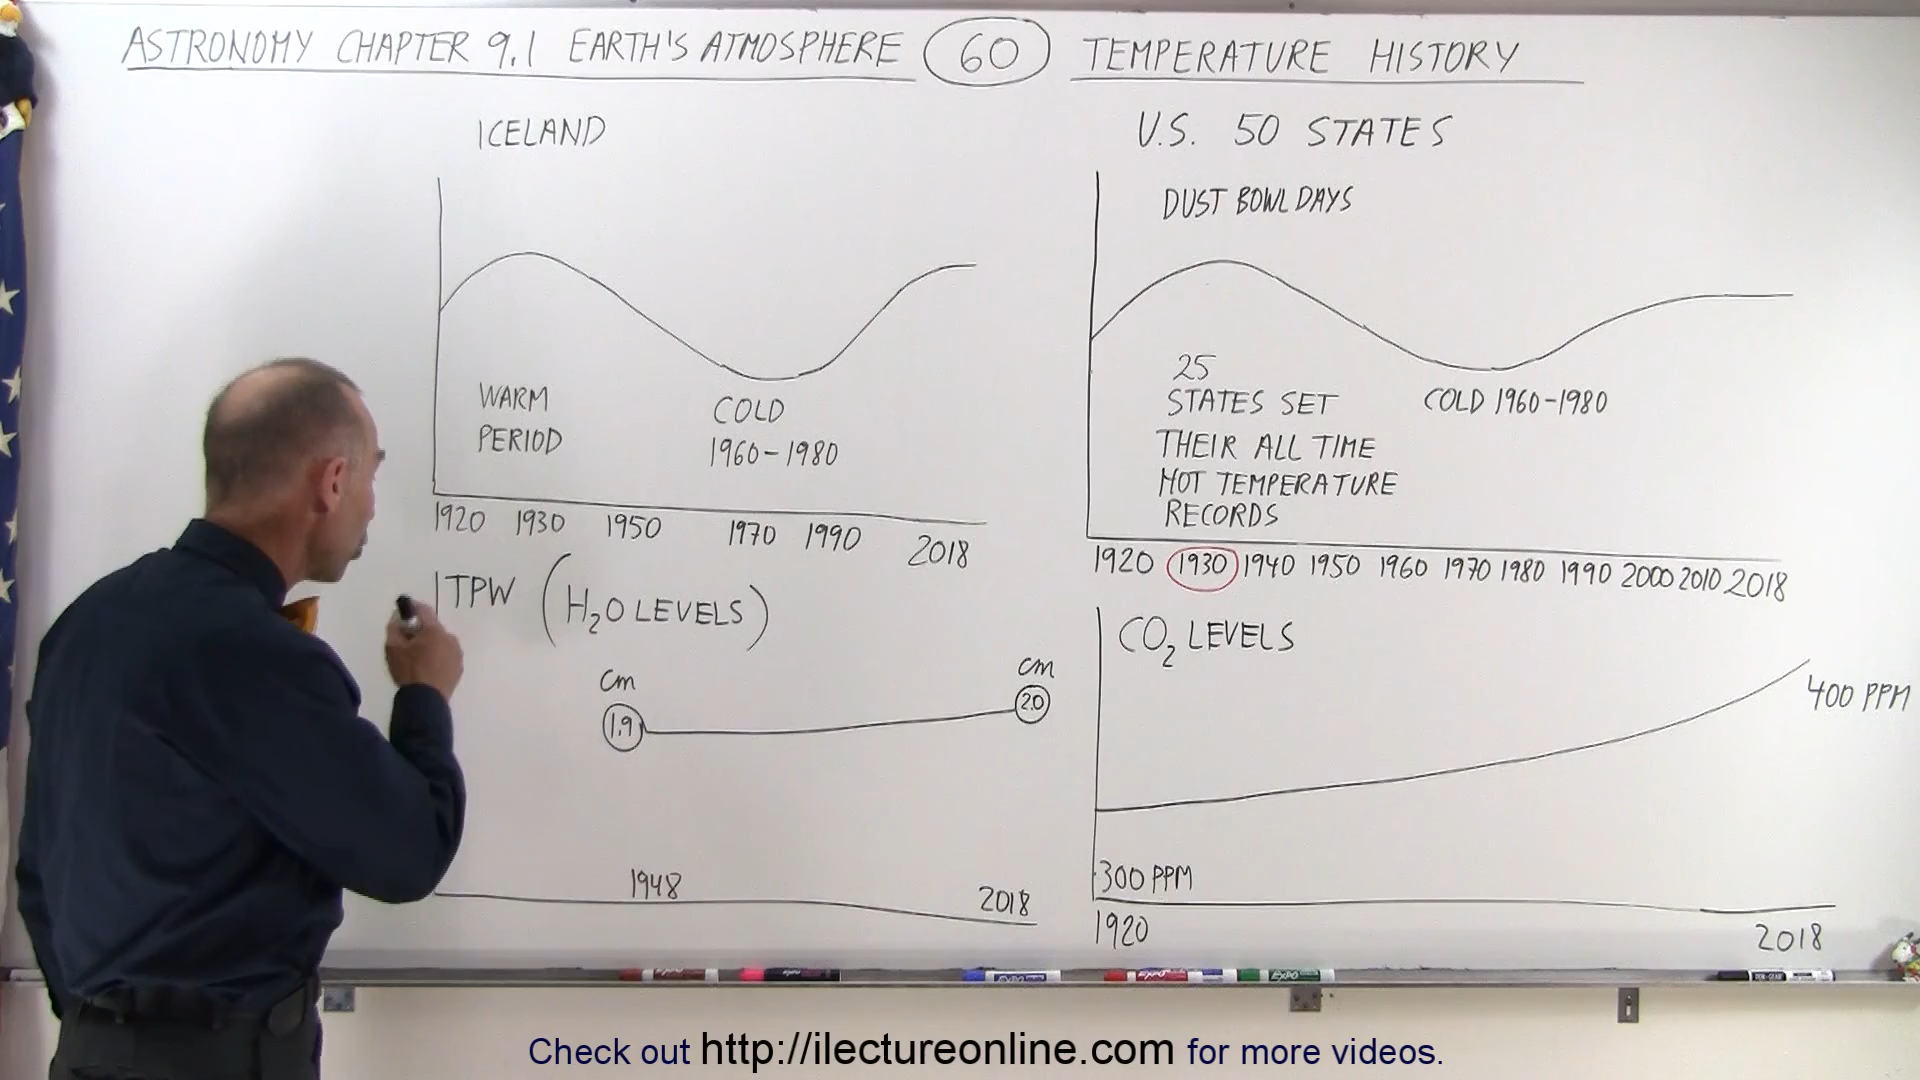 ASTRONOMY CHAPTER 9.1 EARTH'S ATMOSPHERE 60 TEMPERATURE HISTORY
ICELAND
WARM
PERIOD
COLD
1960-1980
1920 1930 1950 1970 1990 2018
U.S. 50 STATES
DUST BOWL DAYS
25
STATES SET
THEIR ALL TIME
HOT TEMPERATURE
RECORDS
COLD 1960-1980
1920 1930 1940 1950 1960 1970 1980 1990 2000 2010 2018
TPW (H₂O LEVELS)
cm
1.9
cm
2.0
1948 2018
CO₂ LEVELS
400 PPM
300 PPM
1920 2018
EXPO
Check out http://ilectureonline.com for more videos.